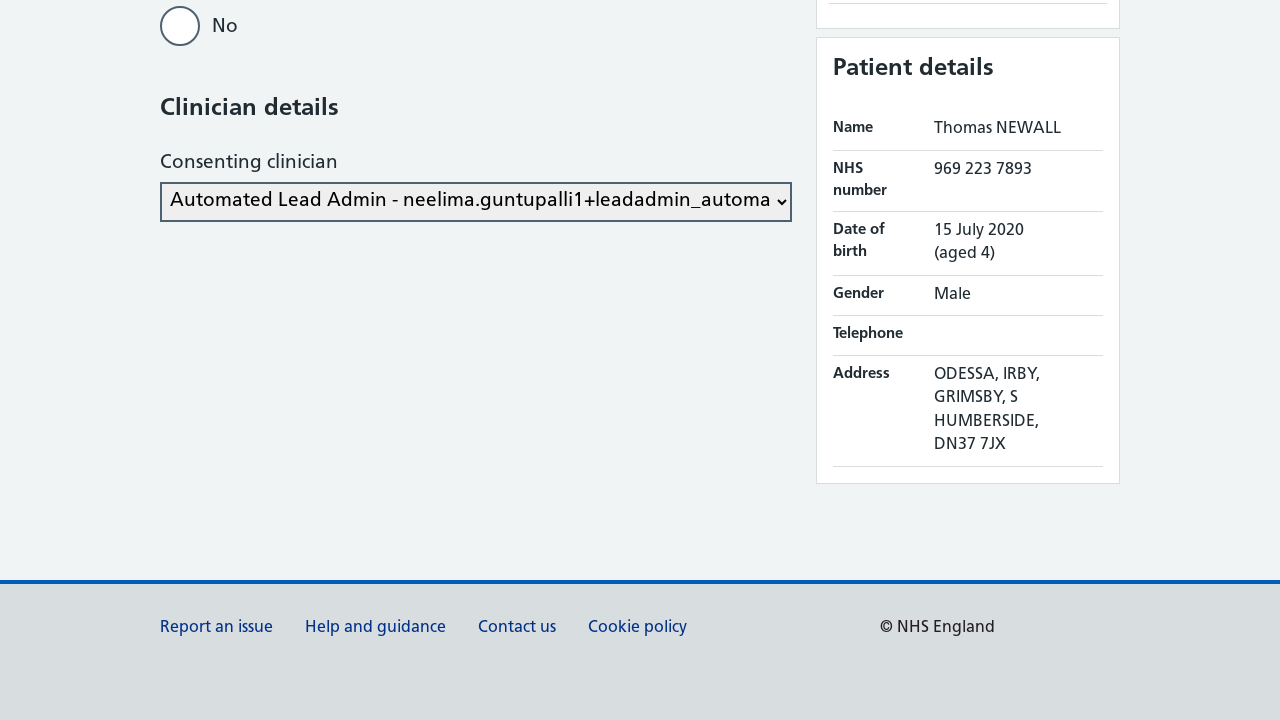 No
Clinician details
Consenting clinician
Automated Lead Admin - neelima.guntupalli1+leadadmin_automa
Patient details
Name Thomas NEWALL
NHS number 969 223 7893
Date of birth 15 July 2020 (aged 4)
Gender Male
Telephone
Address ODESSA, IRBY,
GRIMSBY, S
HUMBERSIDE,
DN37 7JX
Report an issue Help and guidance Contact us Cookie policy © NHS England